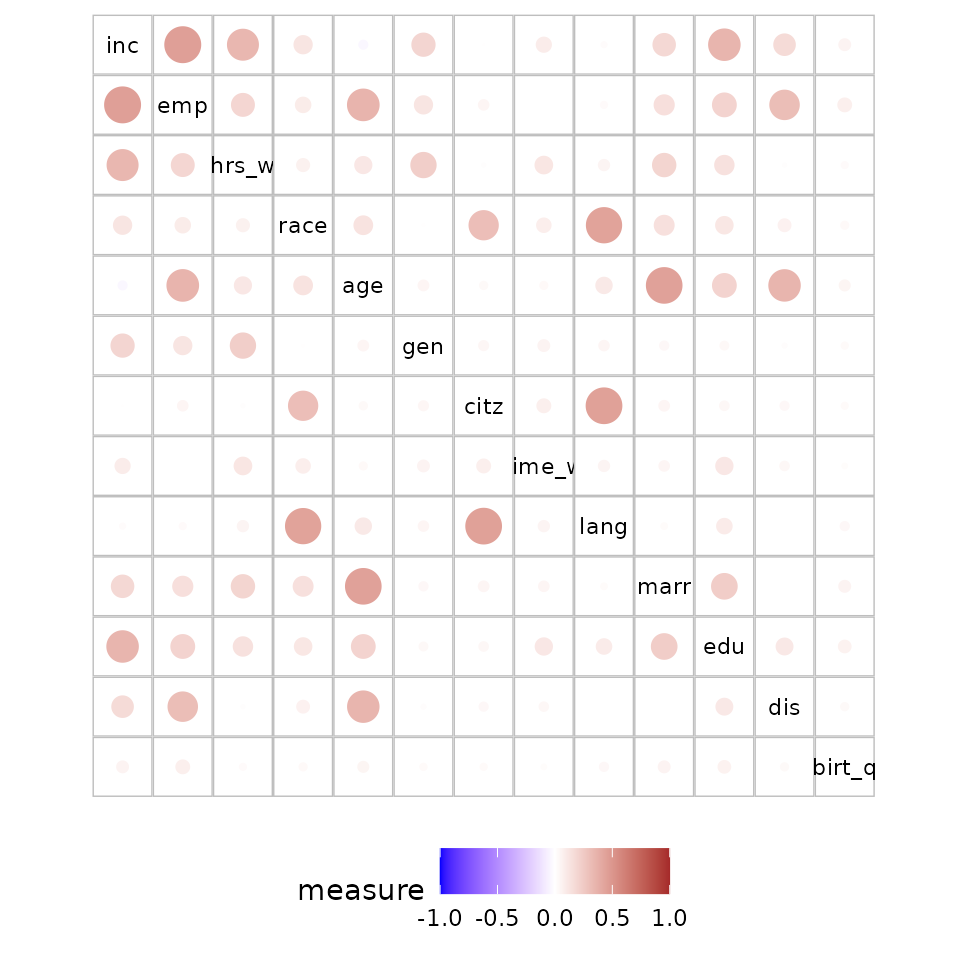 inc
emp
hrs_w
race
age
gen
citz
ime_w
lang
marr
edu
dis
birt_q
measure
-1.0 -0.5 0.0 0.5 1.0